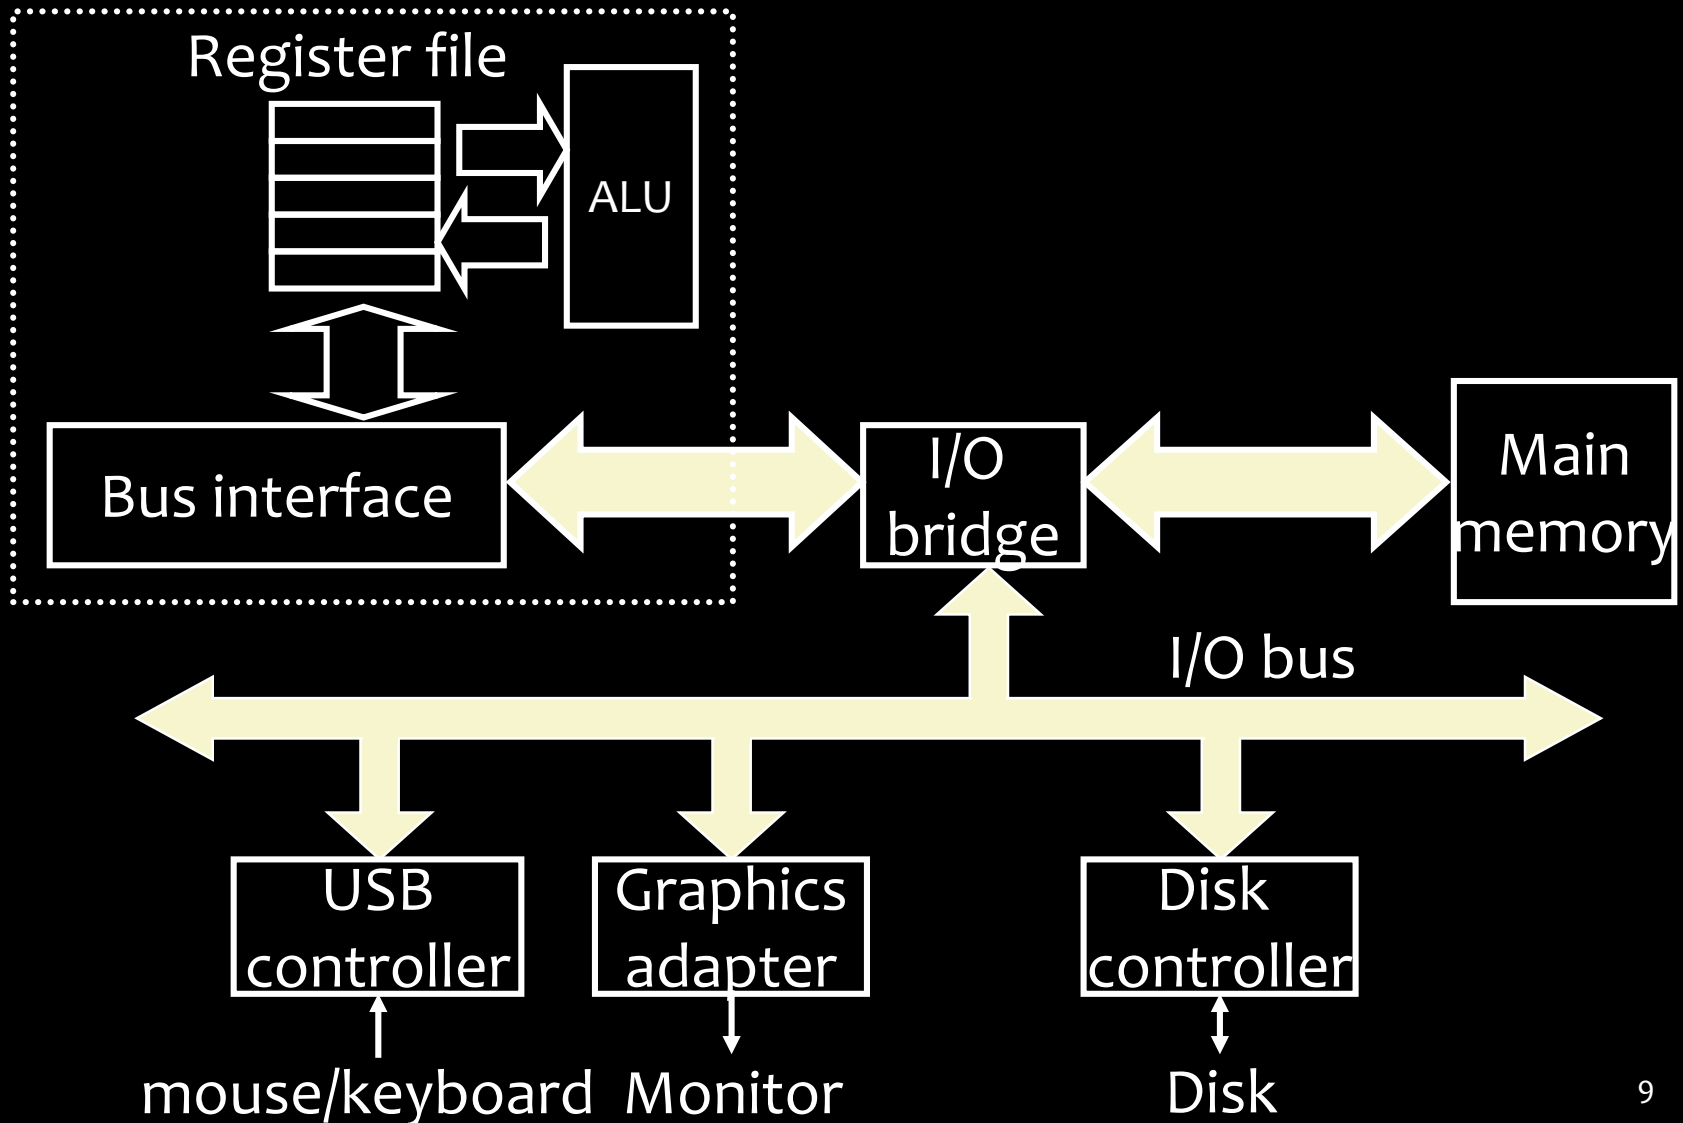 Register file
ALU
Bus interface
I/O
bridge
Main
memory
I/O bus
USB
controller
Graphics
adapter
Disk
controller
mouse/keyboard
Monitor
Disk
9